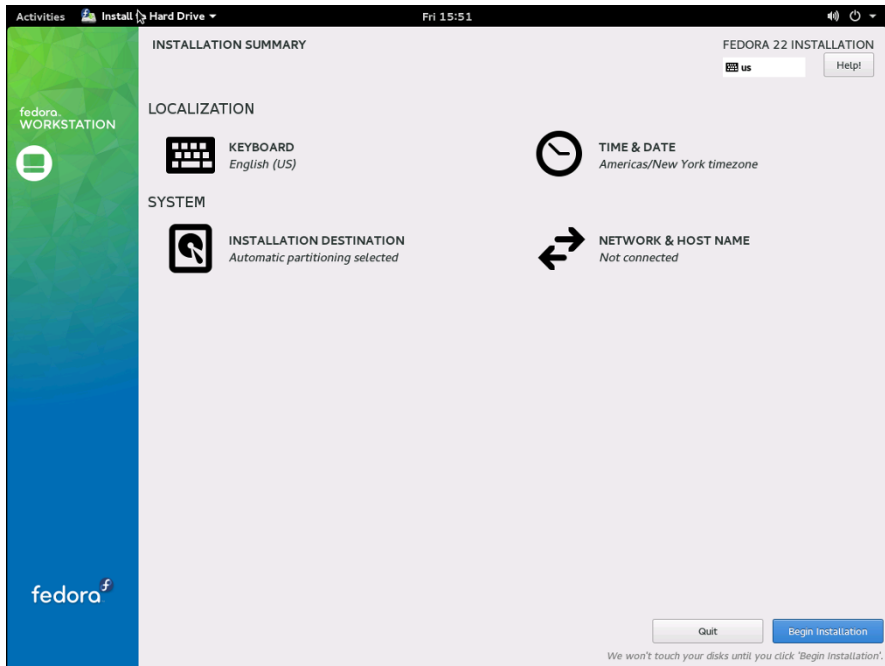 Activities Install to Hard Drive Fri 15:51
INSTALLATION SUMMARY
FEDORA 22 INSTALLATION
us Help!
fedora.
WORKSTATION
LOCALIZATION
KEYBOARD
English (US)
TIME & DATE
Americas/New York timezone
SYSTEM
INSTALLATION DESTINATION
Automatic partitioning selected
NETWORK & HOST NAME
Not connected
fedora
Quit Begin Installation
We won't touch your disks until you click 'Begin Installation'.